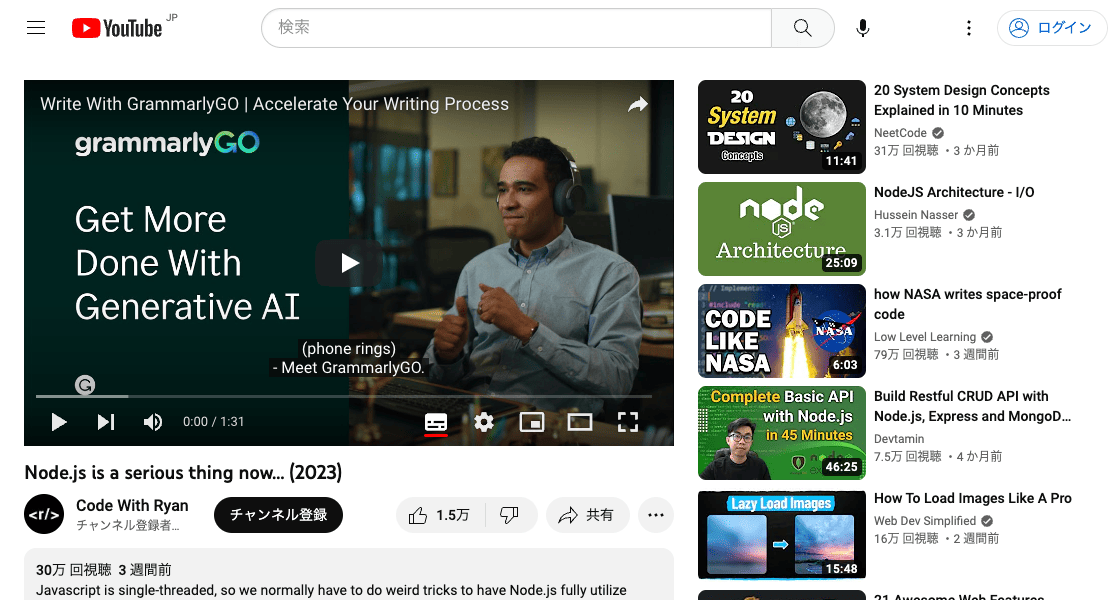 YouTube JP
検索
ログイン
Write With GrammarlyGO | Accelerate Your Writing Process
grammarlyGO
Get More
Done With
Generative AI
(phone rings)
- Meet GrammarlyGO.
0:00 / 1:31
Node.js is a serious thing now... (2023)
<r/>
Code With Ryan
チャンネル登録者...
チャンネル登録
1.5万
共有
30万 回視聴 3 週間前
Javascript is single-threaded, so we normally have to do weird tricks to have Node.js fully utilize
20
System
DESIGN
Concepts
11:41
20 System Design Concepts
Explained in 10 Minutes
NeetCode
31万 回視聴 ・3 か月前
node
JS
Architecture
25:09
NodeJS Architecture - I/O
Hussein Nasser
3.1万 回視聴 ・3 か月前
CODE
LIKE
NASA
NASA
6:03
how NASA writes space-proof
code
Low Level Learning
79万 回視聴 ・3 週間前
Complete Basic API
with Node.js
in 45 Minutes
46:25
Build Restful CRUD API with
Node.js, Express and MongoD...
Devtamin
7.5万 回視聴 ・4 か月前
Lazy Load Images
15:48
How To Load Images Like A Pro
Web Dev Simplified
16万 回視聴 ・2 週間前
21 Awesome Web Features